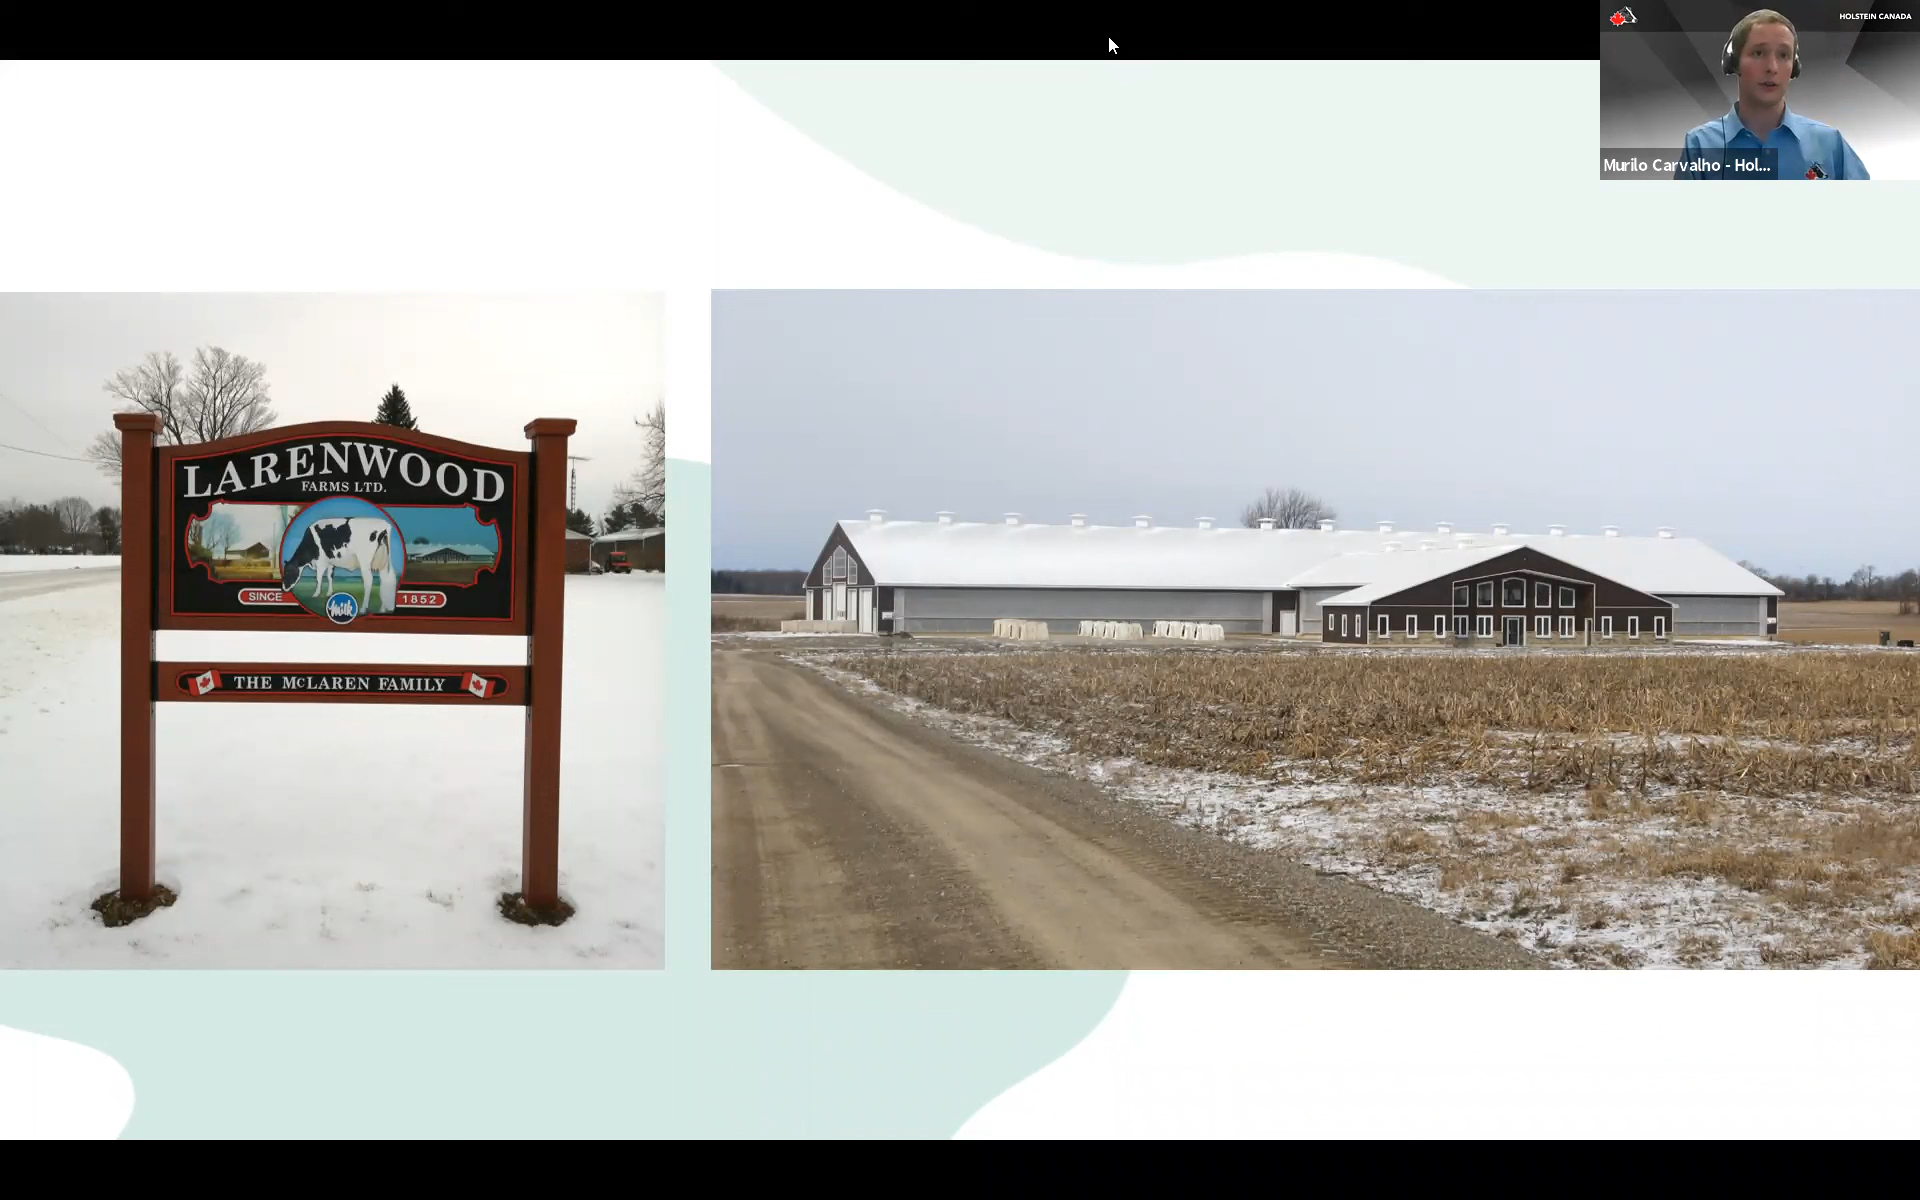 HOLSTEIN CANADA
Murilo Carvalho - Hol...
LARENWOOD
FARMS LTD.
SINCE 1852
milk
THE McLAREN FAMILY